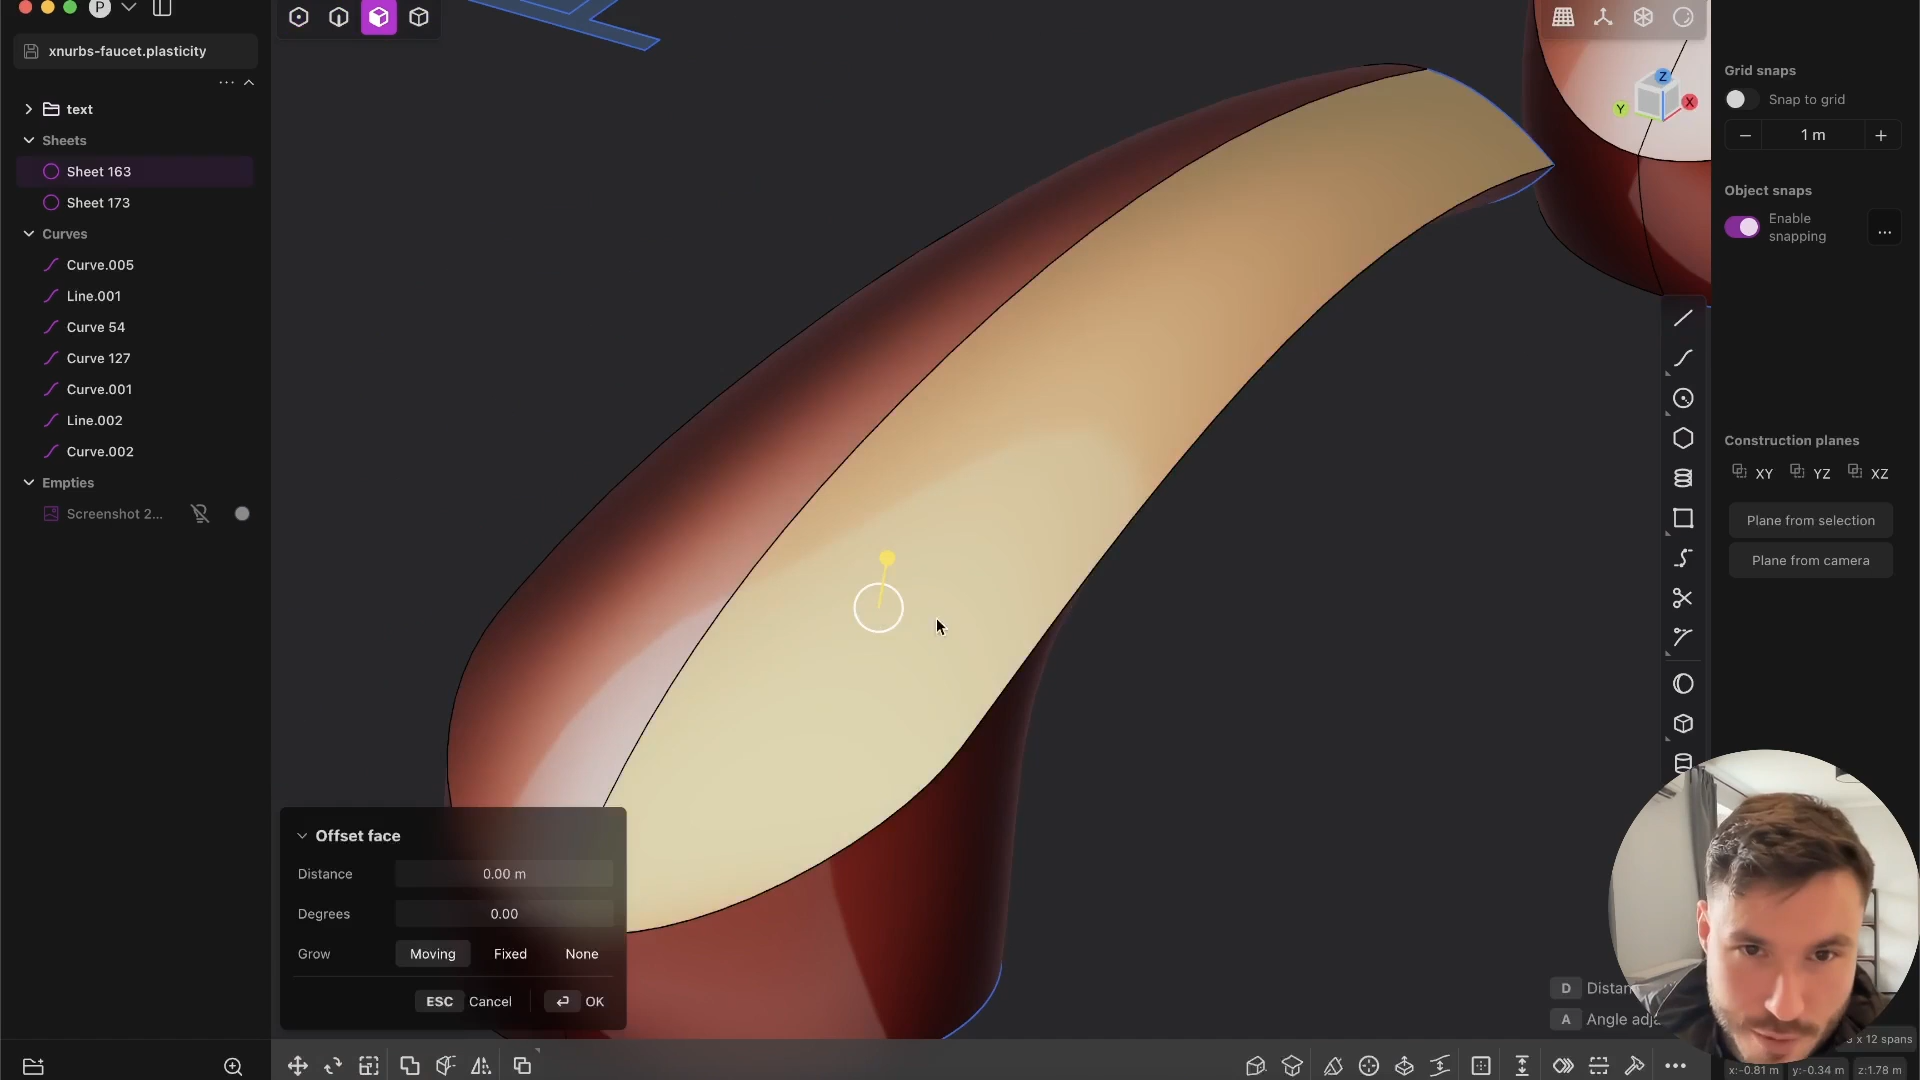 P
xnurbs-faucet.plasticity
text
Sheets
Sheet 163
Sheet 173
Curves
Curve.005
Line.001
Curve 54
Curve 127
Curve.001
Line.002
Curve.002
Empties
Screenshot 2...
Offset face
Distance 0.00 m
Degrees 0.00
Grow Moving Fixed None
ESC Cancel OK
Z
Y
X
Grid snaps
Snap to grid
1 m
Object snaps
Enable
snapping
...
Construction planes
XY YZ XZ
Plane from selection
Plane from camera
D
A Angle
x 12 spans
x:-0.81 m y:-0.34 m z:1.78 m